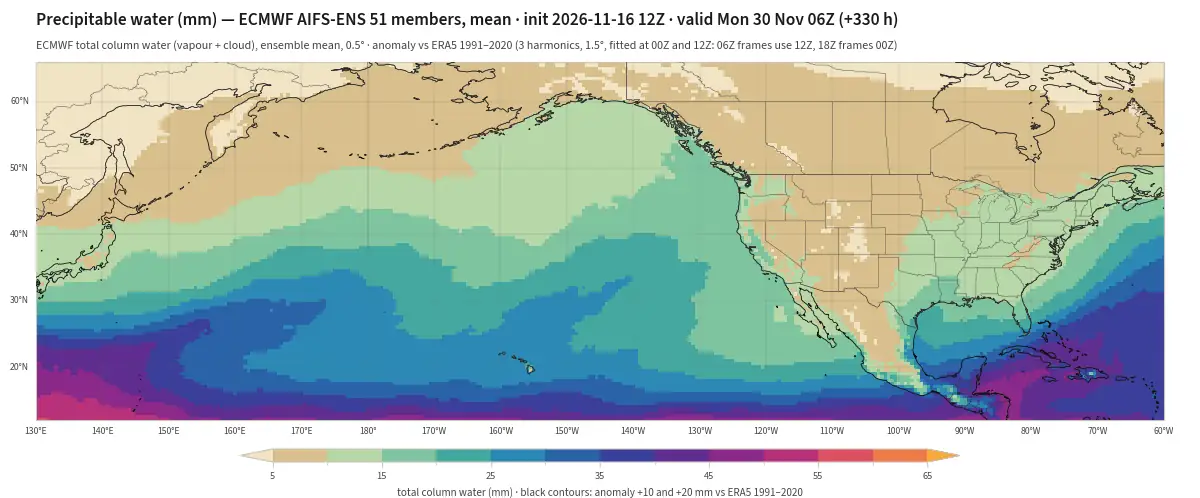 Precipitable water (mm) — ECMWF AIFS-ENS 51 members, mean · init 2026-11-16 12Z · valid Mon 30 Nov 06Z (+330 h)
ECMWF total column water (vapour + cloud), ensemble mean, 0.5° · anomaly vs ERA5 1991–2020 (3 harmonics, 1.5°, fitted at 00Z and 12Z: 06Z frames use 12Z, 18Z frames 00Z)
60°N
50°N
40°N
30°N
20°N
130°E 140°E 150°E 160°E 170°E 180° 170°W 160°W 150°W 140°W 130°W 120°W 110°W 100°W 90°W 80°W 70°W 60°W
5 15 25 35 45 55 65
total column water (mm) · black contours: anomaly +10 and +20 mm vs ERA5 1991–2020